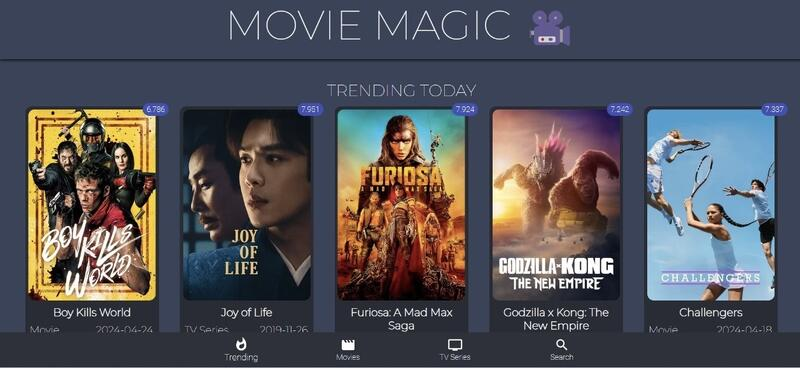 MOVIE MAGIC
TRENDING TODAY
6.786
7.951
7.924
7.242
7.337
BOY KILLS WORLD
JOY
OF
LIFE
FURIOSA
A MAD MAX SAGA
GODZILLA x KONG
THE NEW EMPIRE
CHALLENGERS
Boy Kills World
Joy of Life
Furiosa: A Mad Max
Saga
Godzilla x Kong: The
New Empire
Challengers
Movie 2024-04-24
TV Series 2019-11-26
Movie 2024-04-18
Trending
Movies
TV Series
Search